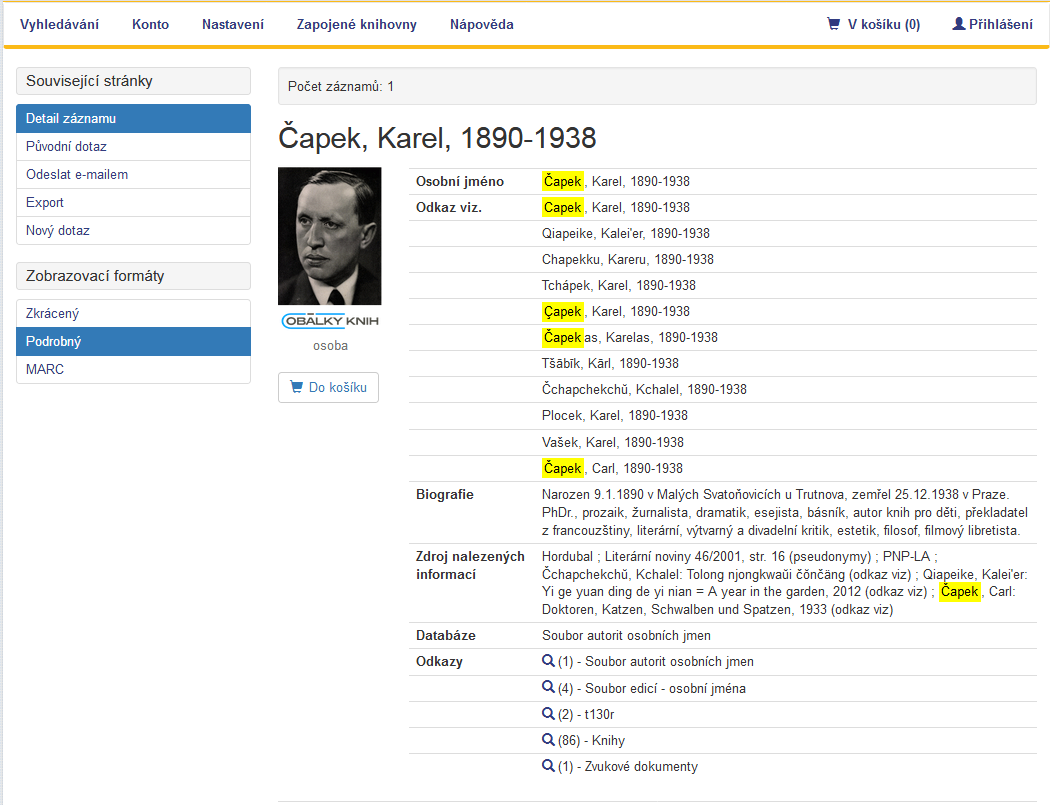 Vyhledávání Konto Nastavení Zapojené knihovny Nápověda V košíku (0) Přihlášení
Související stránky
Detail záznamu
Původní dotaz
Odeslat e-mailem
Export
Nový dotaz
Zobrazovací formáty
Zkrácený
Podrobný
MARC
Počet záznamů: 1
Čapek, Karel, 1890-1938
OBÁLKY KNIH
osoba
Do košíku
Osobní jméno Čapek, Karel, 1890-1938
Odkaz viz. Čapek, Karel, 1890-1938
Qiapeike, Kalei'er, 1890-1938
Chapekku, Kareru, 1890-1938
Tchápek, Karel, 1890-1938
Çapek, Karel, 1890-1938
Čapekas, Karelas, 1890-1938
Tšābīk, Kārl, 1890-1938
Čchapchekchŭ, Kchalel, 1890-1938
Plocek, Karel, 1890-1938
Vašek, Karel, 1890-1938
Čapek, Carl, 1890-1938
Biografie Narozen 9.1.1890 v Malých Svatoňovicích u Trutnova, zemřel 25.12.1938 v Praze.
PhDr., prozaik, žurnalista, dramatik, esejista, básník, autor knih pro děti, překladatel
z francouzštiny, literární, výtvarný a divadelní kritik, estetik, filosof, filmový libretista.
Zdroj nalezených Hordubal ; Literární noviny 46/2001, str. 16 (pseudonymy) ; PNP-LA ;
informací Čchapchekchŭ, Kchalel: Tolong njongkwaŭi čŏnčäng (odkaz viz) ; Qiapeike, Kalei'er:
Yi ge yuan ding de yi nian = A year in the garden, 2012 (odkaz viz) ; Čapek, Carl:
Doktoren, Katzen, Schwalben und Spatzen, 1933 (odkaz viz)
Databáze Soubor autorit osobních jmen
Odkazy (1) - Soubor autorit osobních jmen
(4) - Soubor edicí - osobní jména
(2) - t130r
(86) - Knihy
(1) - Zvukové dokumenty